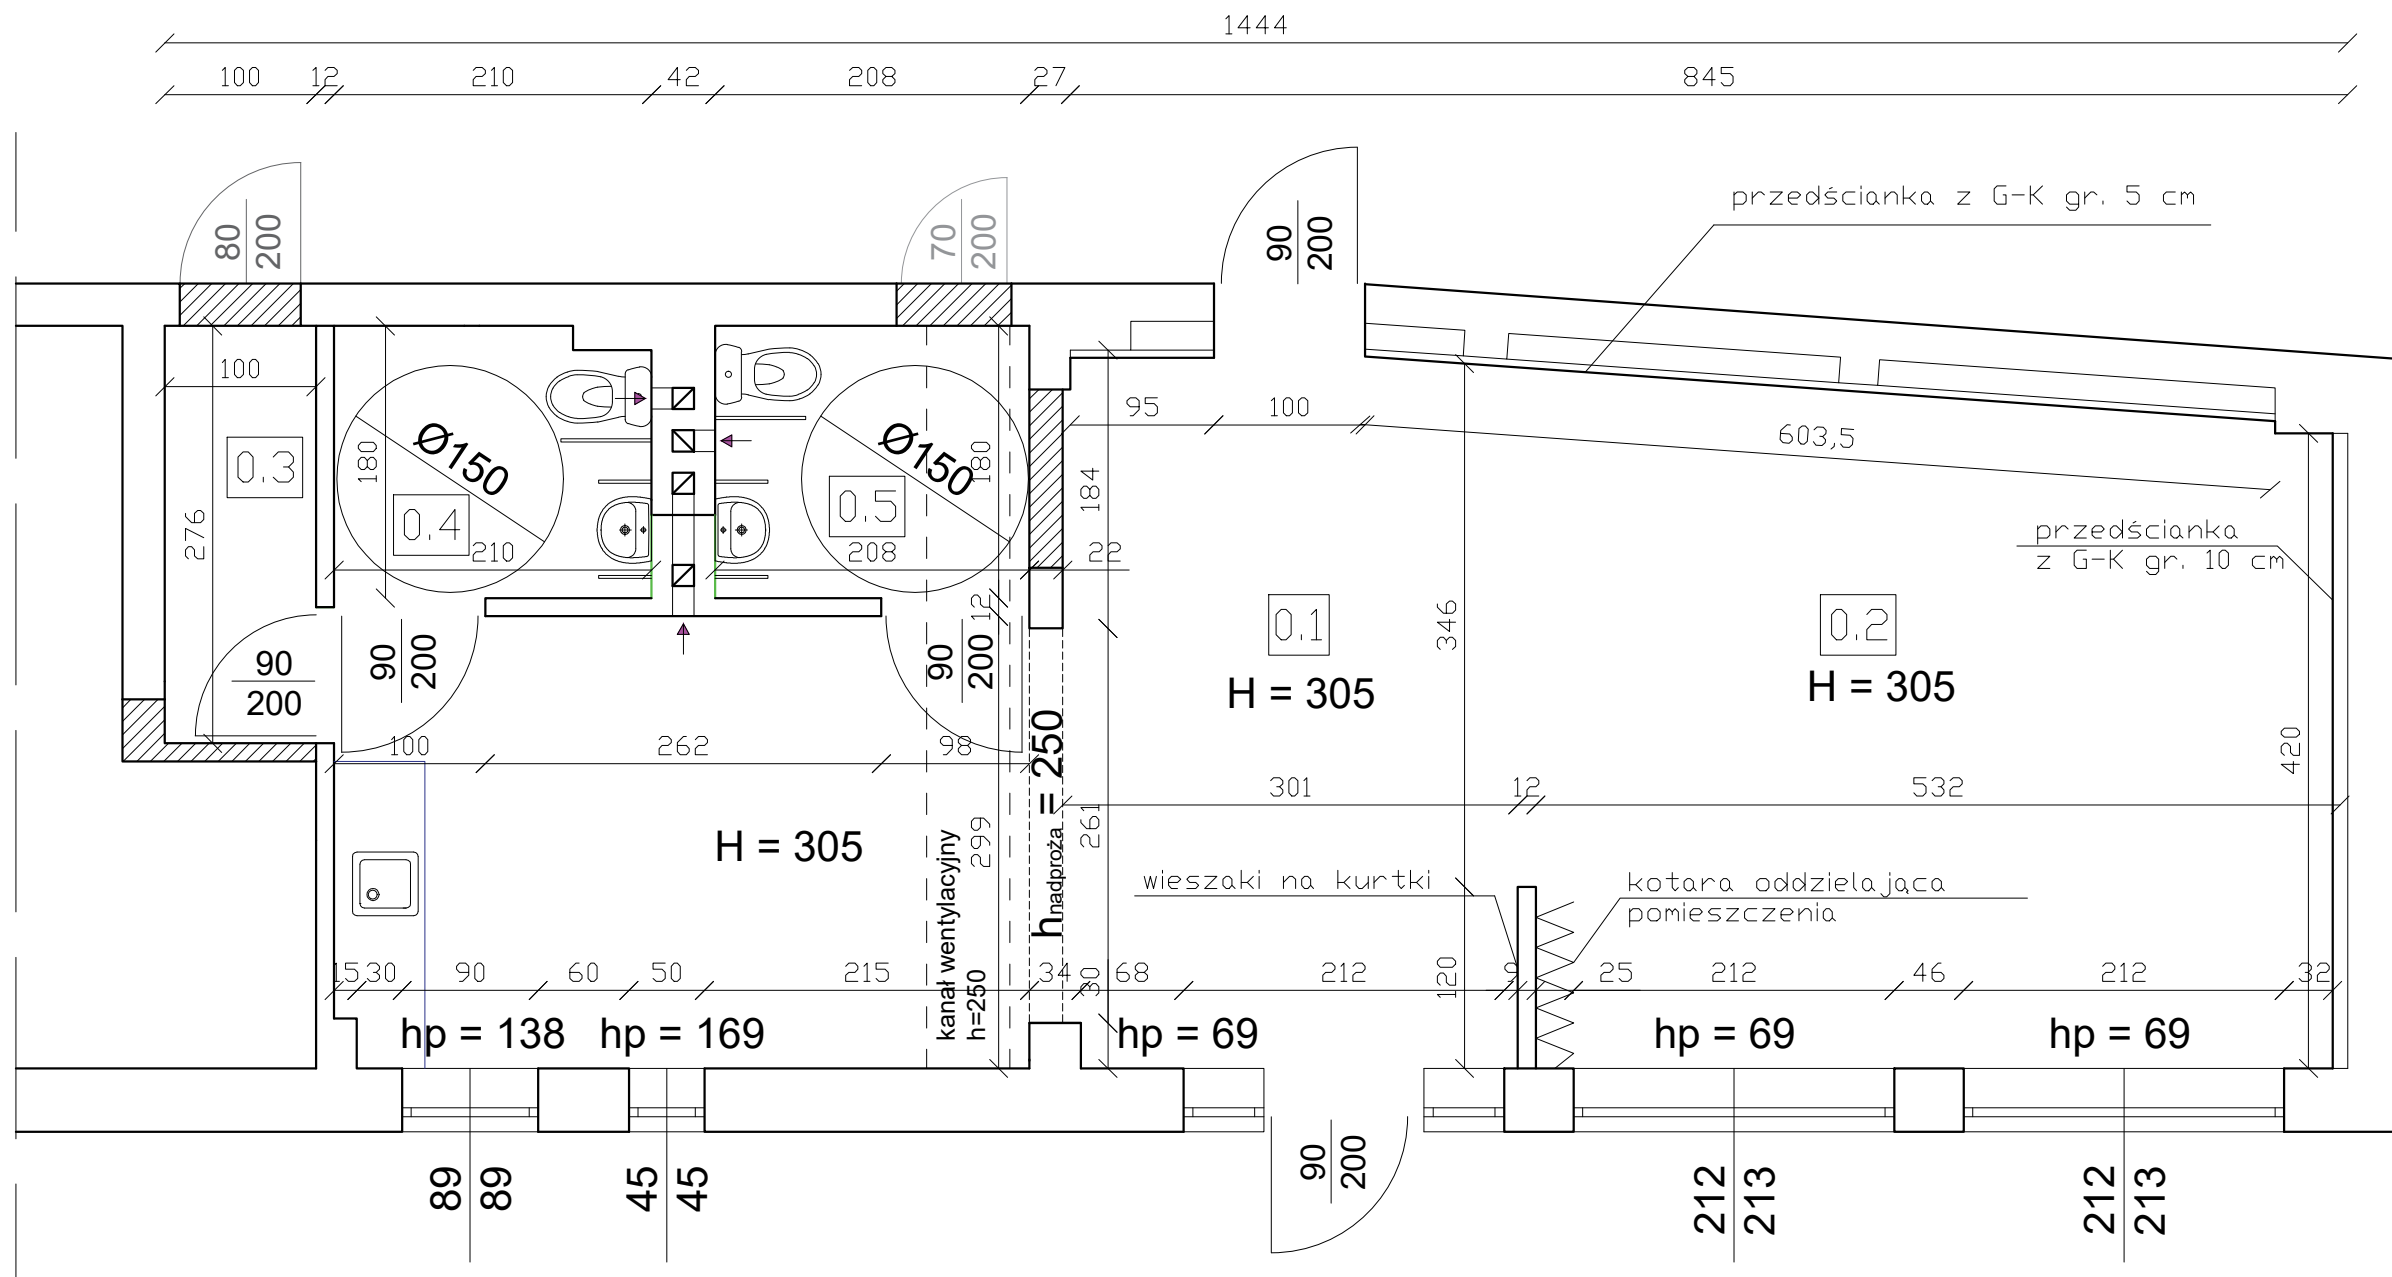 1444
100 12 210 42 208 27 845
80
200
70
200
90
200
przedścianka z G-K gr. 5 cm
100
180
Ø150
0.3
276
0.4
210
Ø150
180
0.5
208
22
95
100
603,5
184
przedścianka
z G-K gr. 10 cm
12
346
0.1
H = 305
0.2
H = 305
90
200
90
200
90
200
100
262
98
hnadproża = 250
420
301
12
532
H = 305
kanał wentylacyjny
h=250
299
261
wieszaki na kurtki
kotara oddzielająca
pomieszczenia
15 30 90 60 50 215 34 68 212 9 25 212 46 212 32
30
120
hp = 138
hp = 169
hp = 69
hp = 69
hp = 69
89
89
45
45
90
200
212
213
212
213